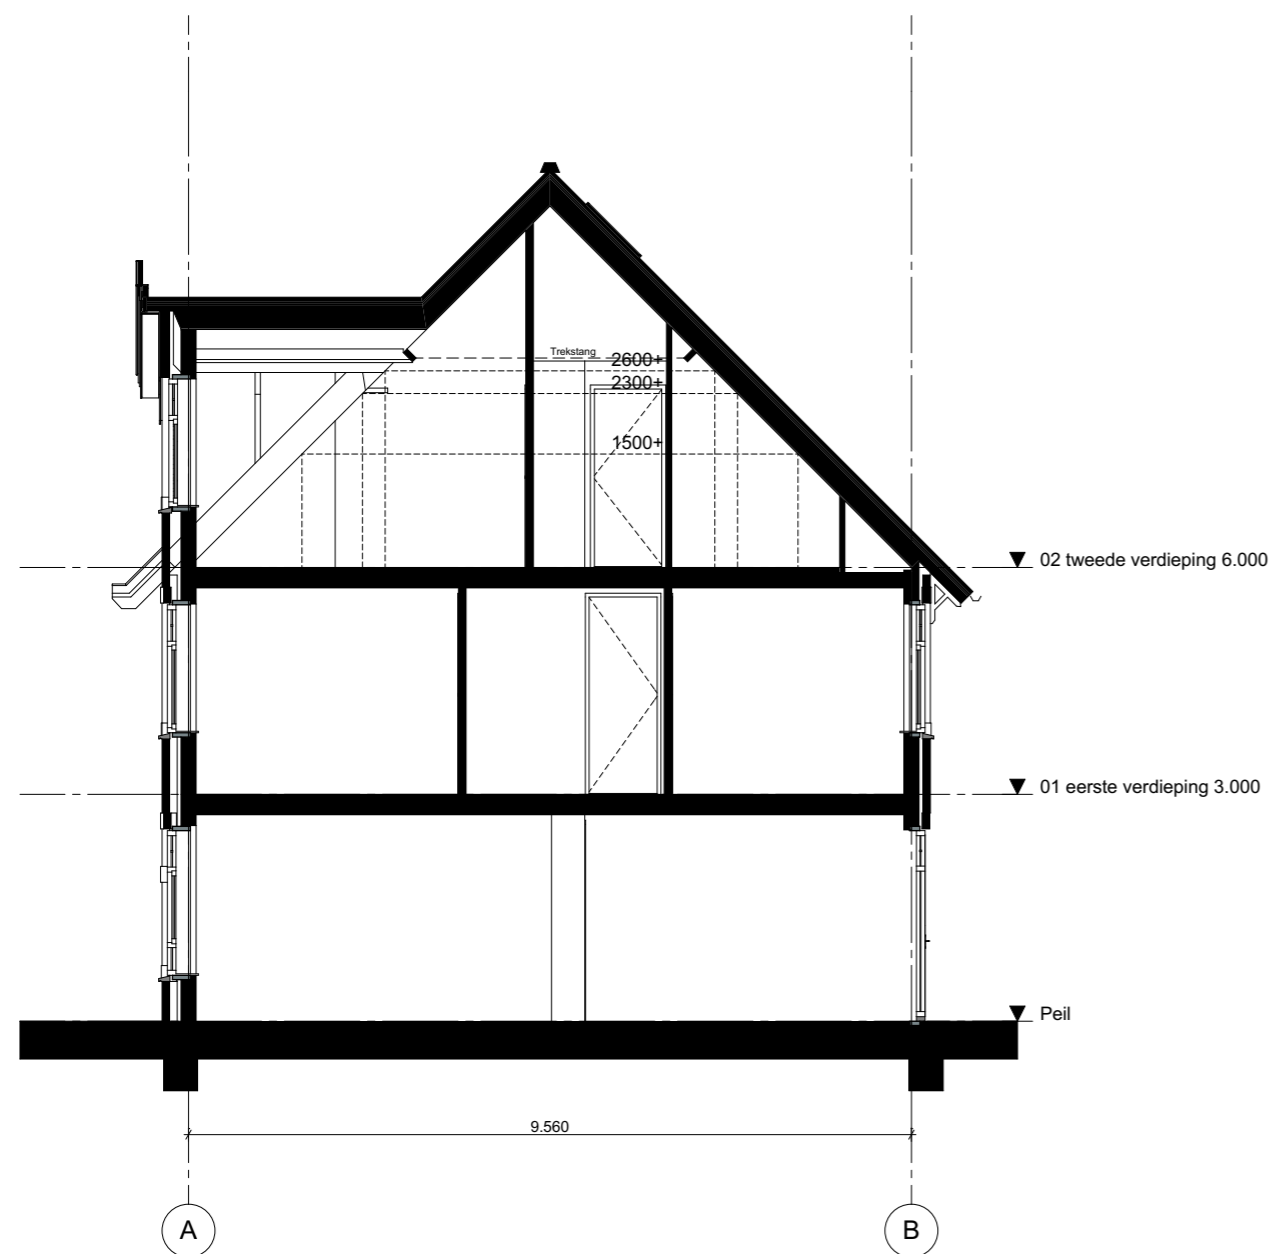 Trekstang
2600+
2300+
1500+
02 tweede verdieping 6.000
01 eerste verdieping 3.000
Peil
9.560
A
B